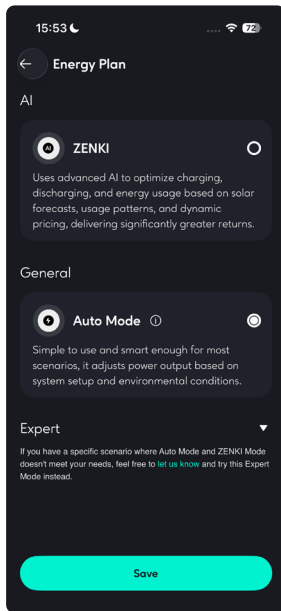 15:53
72
Energy Plan
AI
AI
ZENKI
Uses advanced AI to optimize charging,
discharging, and energy usage based on solar
forecasts, usage patterns, and dynamic
pricing, delivering significantly greater returns.
General
Auto Mode
Simple to use and smart enough for most
scenarios, it adjusts power output based on
system setup and environmental conditions.
Expert
If you have a specific scenario where Auto Mode and ZENKI Mode
doesn't meet your needs, feel free to let us know and try this Expert
Mode instead.
Save